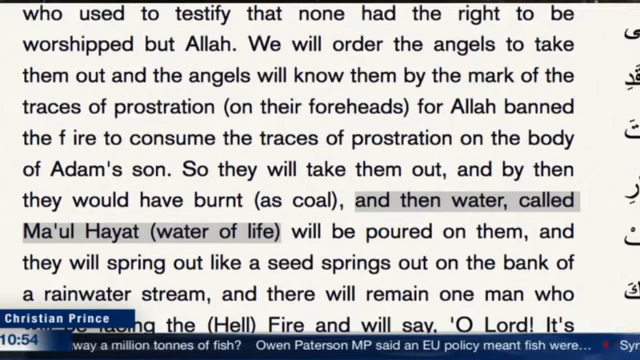 who used to testify that none had the right to be
worshipped but Allah. We will order the angels to take
them out and the angels will know them by the mark of the
traces of prostration (on their foreheads) for Allah banned
the f ire to consume the traces of prostration on the body
of Adam's son. So they will take them out, and by then
they would have burnt (as coal), and then water, called
Ma'ul Hayat (water of life) will be poured on them, and
they will spring out like a seed springs out on the bank of
a rainwater stream, and there will remain one man who
will be facing the (Hell) Fire and will say, 'O Lord! It's
Christian Prince
10:54 away a million tonnes of fish? Owen Paterson MP said an EU policy meant fish were...